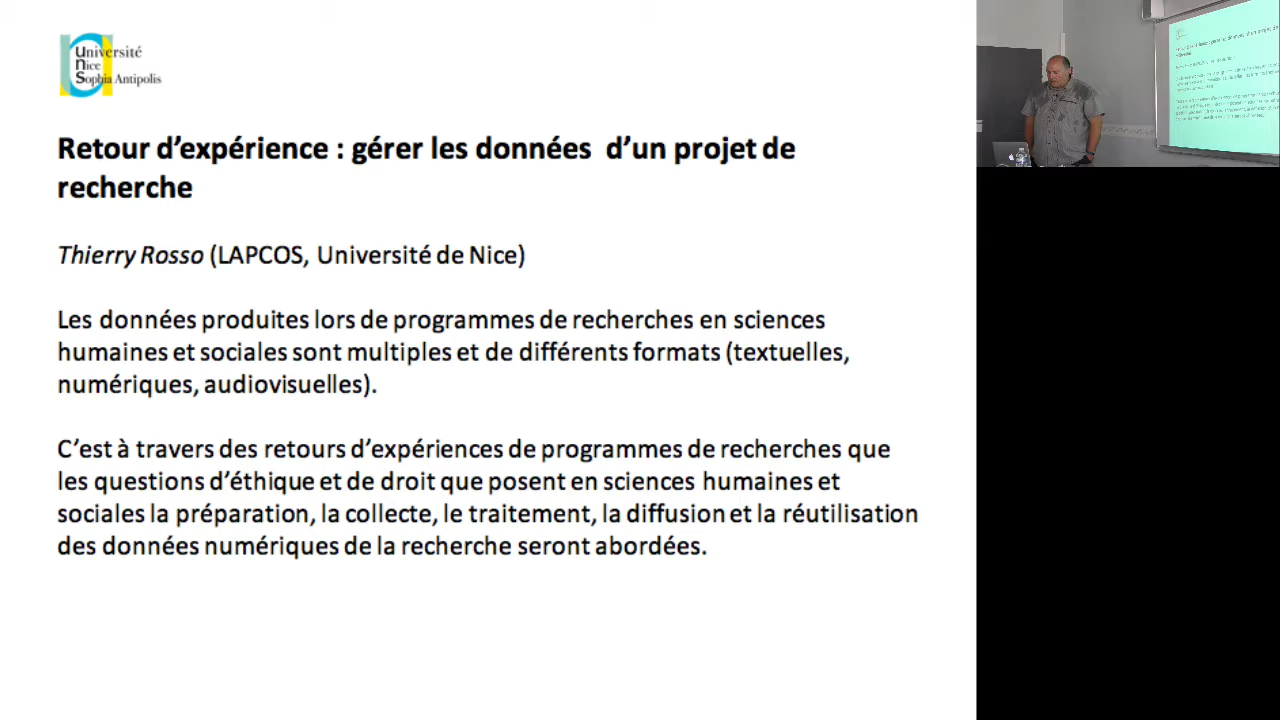 Université
Nice
Sophia Antipolis
Retour d’expérience : gérer les données d’un projet de
recherche
Thierry Rosso (LAPCOS, Université de Nice)
Les données produites lors de programmes de recherches en sciences
humaines et sociales sont multiples et de différents formats (textuelles,
numériques, audiovisuelles).
C’est à travers des retours d’expériences de programmes de recherches que
les questions d’éthique et de droit que posent en sciences humaines et
sociales la préparation, la collecte, le traitement, la diffusion et la réutilisation
des données numériques de la recherche seront abordées.